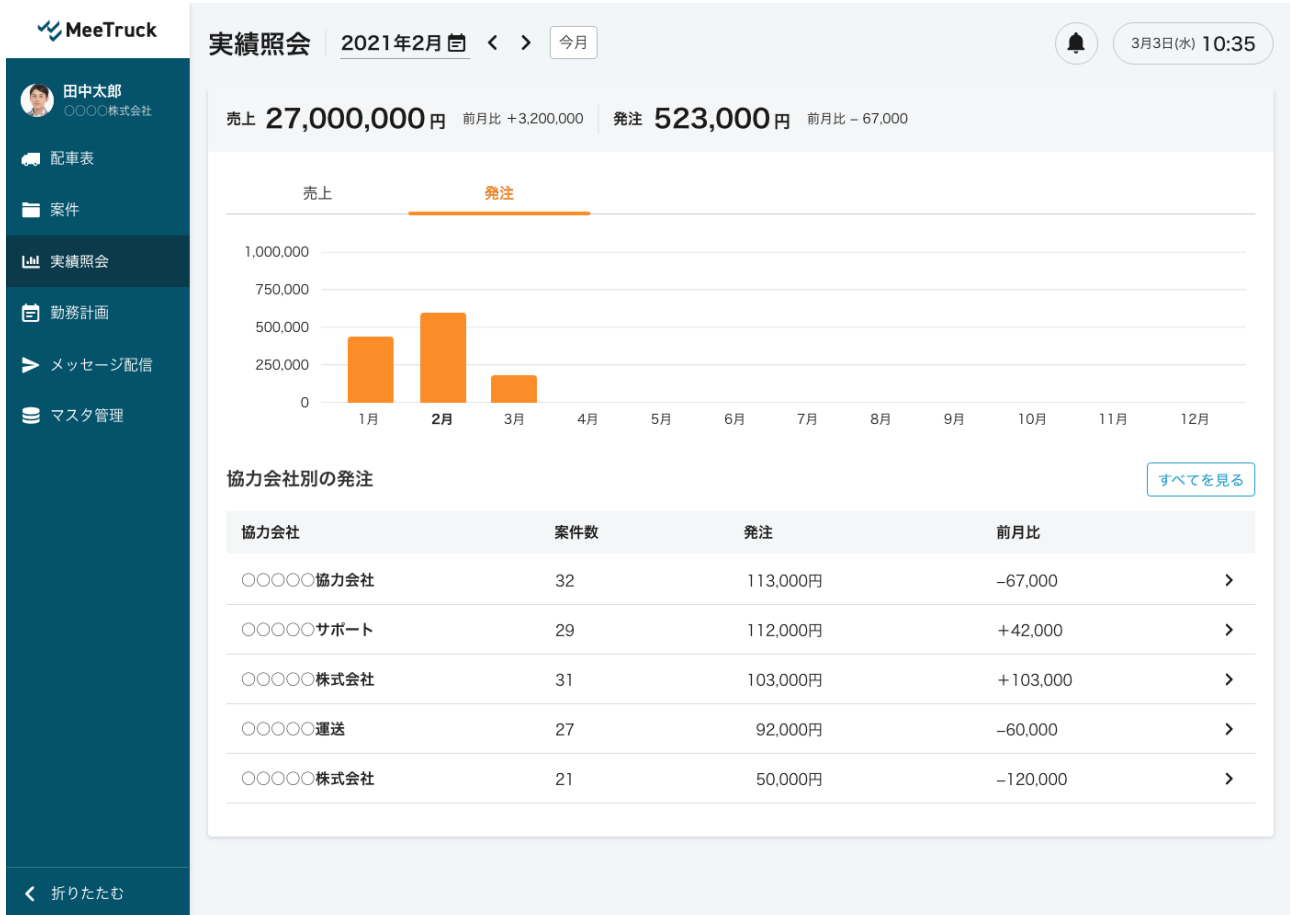 MeeTruck
田中太郎
○○○○株式会社
配車表
案件
実績照会
勤務計画
メッセージ配信
マスタ管理
折りたたむ
実績照会 2021年2月 今月 3月3日(水) 10:35
売上 27,000,000円 前月比 +3,200,000 発注 523,000円 前月比 – 67,000
売上 発注
1,000,000
750,000
500,000
250,000
0
1月 2月 3月 4月 5月 6月 7月 8月 9月 10月 11月 12月
協力会社別の発注 すべてを見る
協力会社 案件数 発注 前月比
○○○○○協力会社 32 113,000円 –67,000
○○○○○サポート 29 112,000円 +42,000
○○○○○株式会社 31 103,000円 +103,000
○○○○○運送 27 92,000円 –60,000
○○○○○株式会社 21 50,000円 –120,000